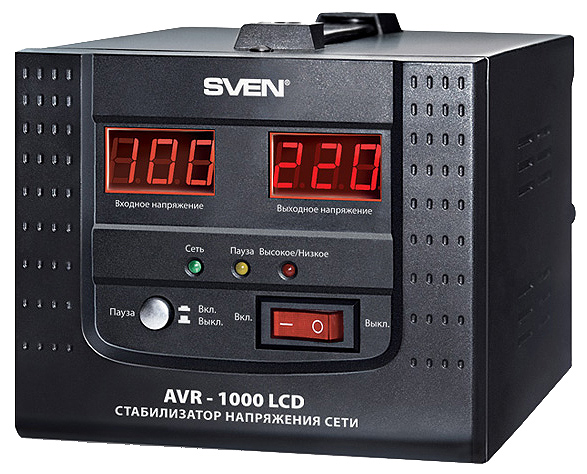 SVEN®
100 220
Входное напряжение Выходное напряжение
Сеть Пауза Высокое/Низкое
Пауза Вкл. Выкл. Вкл. – O Выкл.
AVR - 1000 LCD
СТАБИЛИЗАТОР НАПРЯЖЕНИЯ СЕТИ